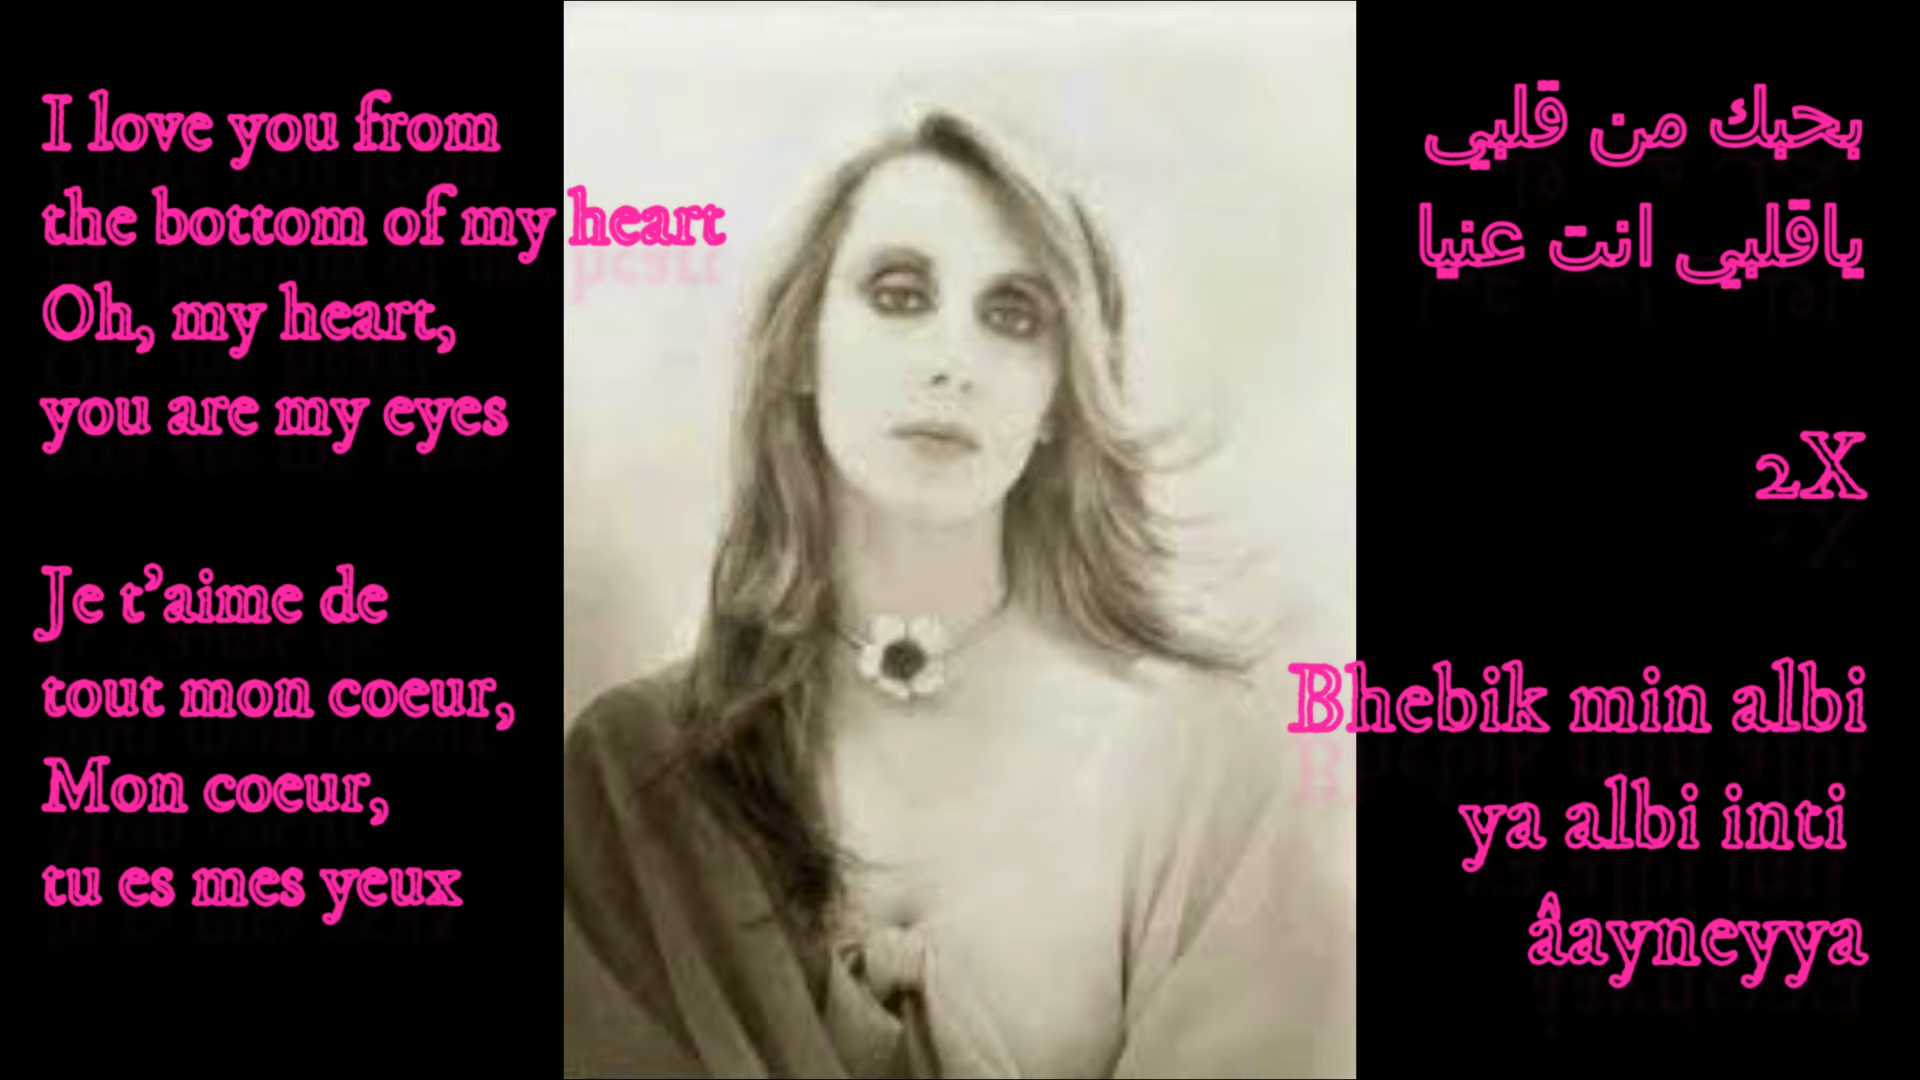 I love you from
the bottom of my heart
Oh, my heart,
you are my eyes
Je t’aime de
tout mon coeur,
Mon coeur,
tu es mes yeux
بحبك من قلبي
ياقلبي انت عنيا
2X
Bhebik min albi
ya albi inti
âayneyya